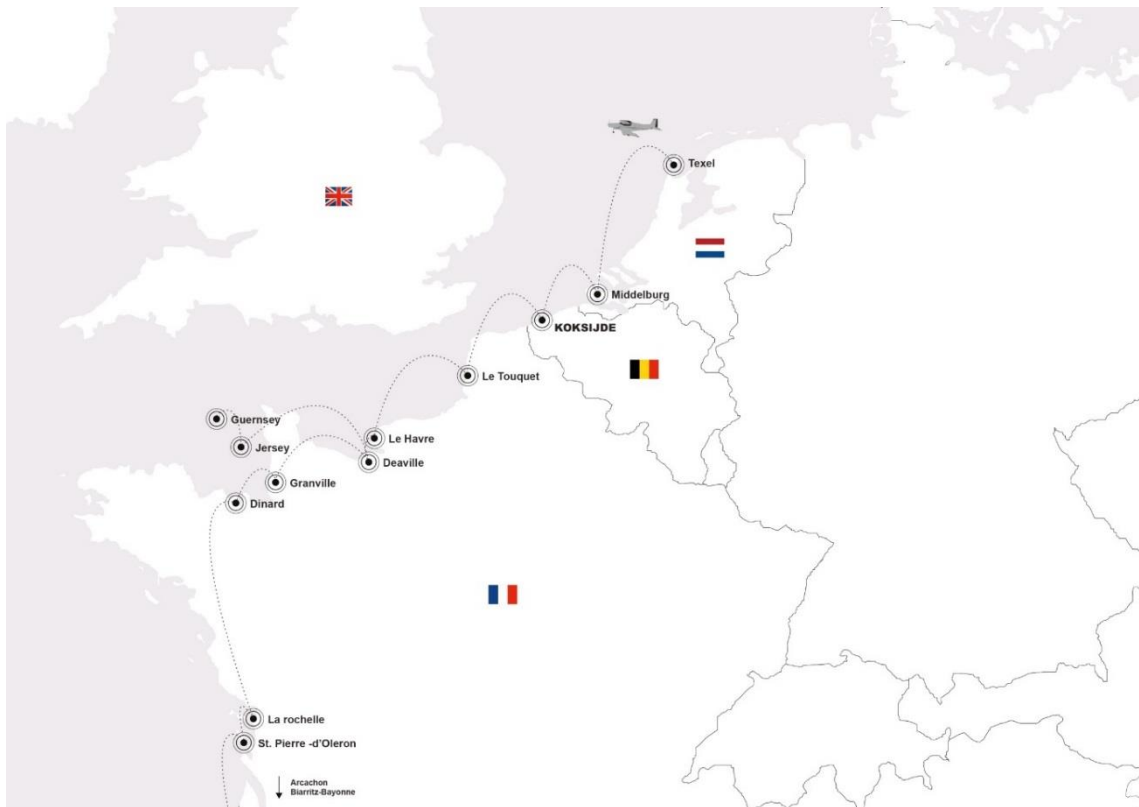 Texel
Middelburg
KOKSIJDE
Le Touquet
Guernsey
Le Havre
Jersey
Deaville
Granville
Dinard
La rochelle
St. Pierre -d'Oleron
Arcachon
Biarritz-Bayonne